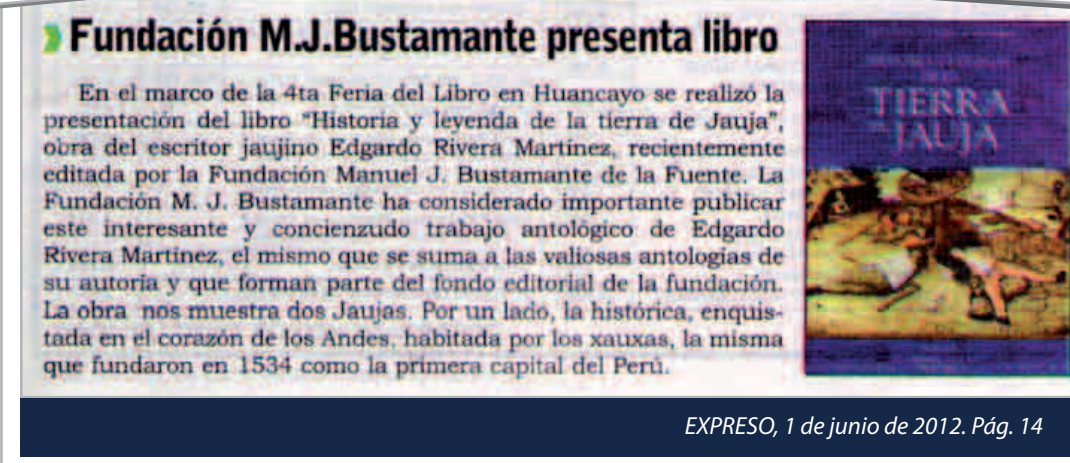 Fundación M.J.Bustamante presenta libro
En el marco de la 4ta Feria del Libro en Huancayo se realizó la
presentación del libro "Historia y leyenda de la tierra de Jauja",
obra del escritor jaujino Edgardo Rivera Martínez, recientemente
editada por la Fundación Manuel J. Bustamante de la Fuente. La
Fundación M. J. Bustamante ha considerado importante publicar
este interesante y concienzudo trabajo antológico de Edgardo
Rivera Martínez, el mismo que se suma a las valiosas antologías de
su autoría y que forman parte del fondo editorial de la fundación.
La obra nos muestra dos Jaujas. Por un lado, la histórica, enquis-
tada en el corazón de los Andes, habitada por los xauxas, la misma
que fundaron en 1534 como la primera capital del Perú.
TIERRA
JAUJA
EXPRESO, 1 de junio de 2012. Pág. 14